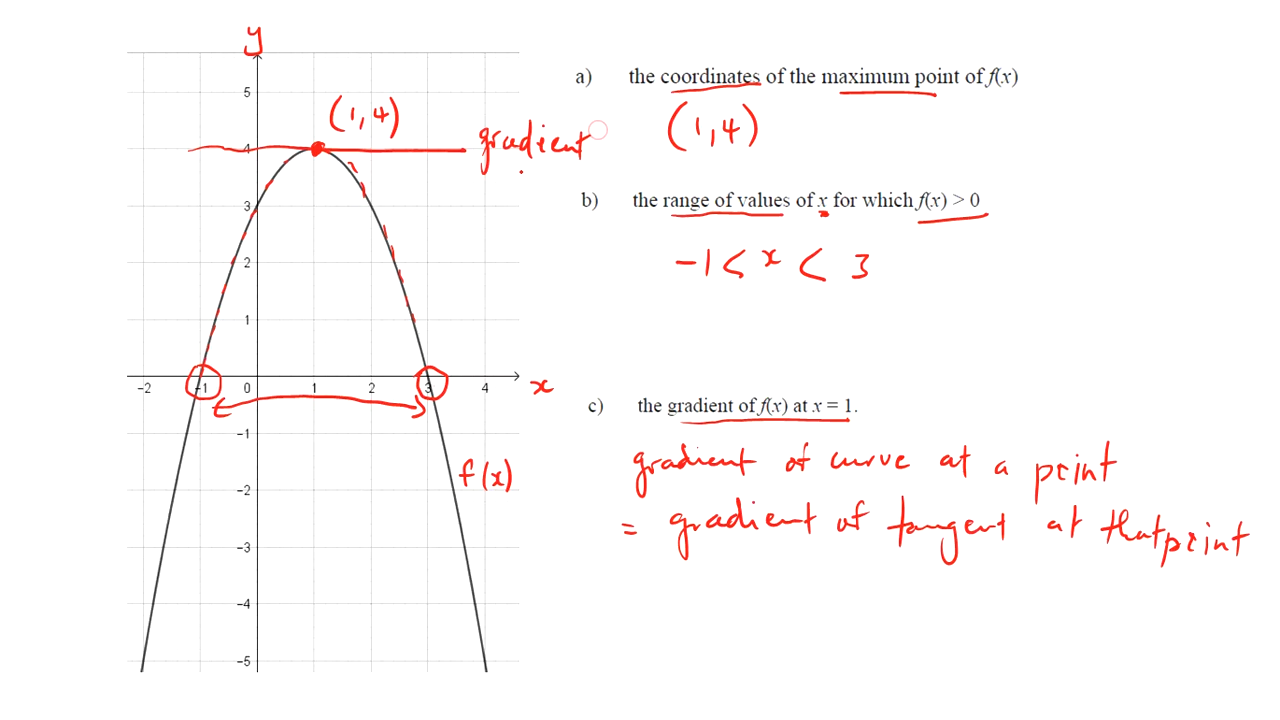 y
a) the coordinates of the maximum point of f(x)
5
(1,4)
(1,4)
gradient
4
b) the range of values of x for which f(x) > 0
3
-1 < x < 3
2
1
-2 -1 0 1 2 3 4 x
c) the gradient of f(x) at x = 1.
-1
gradient of curve at a point
f(x)
-2
= gradient of tangent at that point
-3
-4
-5